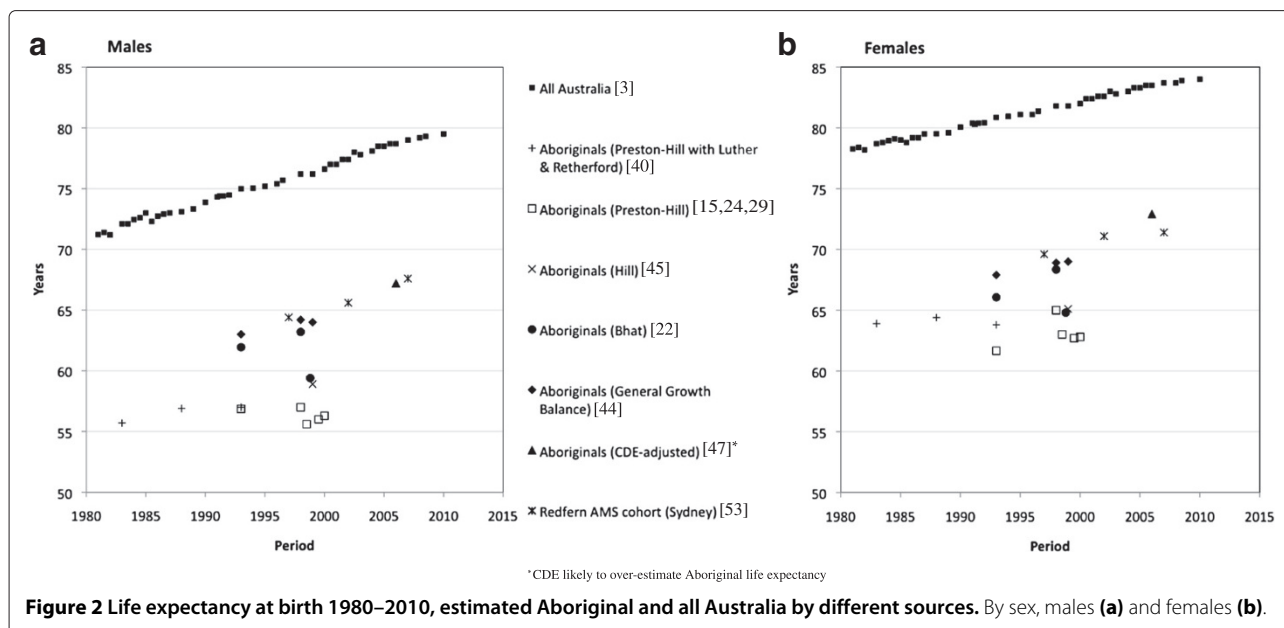 a Males
85
80
75
70
65
60
55
50
Years
1980 1985 1990 1995 2000 2005 2010 2015
Period
All Australia [3]
Aboriginals (Preston-Hill with Luther
& Retherford) [40]
Aboriginals (Preston-Hill) [15,24,29]
Aboriginals (Hill) [45]
Aboriginals (Bhat) [22]
Aboriginals (General Growth
Balance) [44]
Aboriginals (CDE-adjusted) [47]*
Redfern AMS cohort (Sydney) [53]
*CDE likely to over-estimate Aboriginal life expectancy
b Females
85
80
75
70
65
60
55
50
Years
1980 1985 1990 1995 2000 2005 2010 2015
Period
Figure 2 Life expectancy at birth 1980–2010, estimated Aboriginal and all Australia by different sources. By sex, males (a) and females (b).